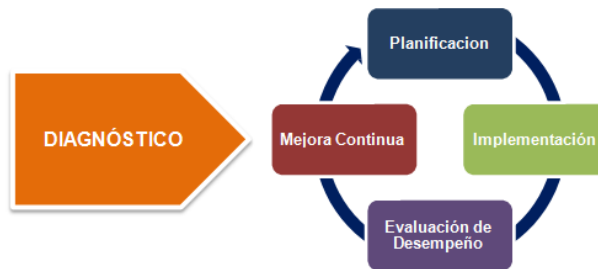 DIAGNÓSTICO
Planificacion
Implementación
Evaluación de
Desempeño
Mejora Continua